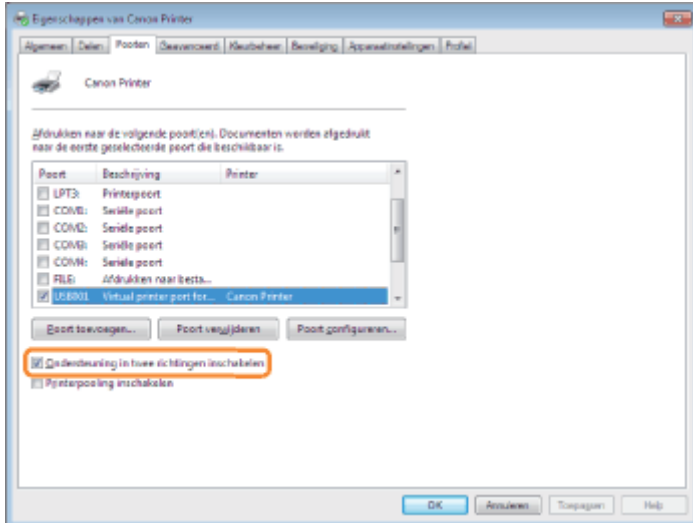 Eigenschappen van Canon Printer
Algemeen Delen Poorten Geavanceerd Kleurbeheer Beveiliging Apparaatinstellingen Profiel
Canon Printer
Afdrukken naar de volgende poort(en). Documenten worden afgedrukt
naar de eerste geselecteerde poort die beschikbaar is.
Poort Beschrijving Printer
LPT3: Printerpoort
COM1: Seriële poort
COM2: Seriële poort
COM3: Seriële poort
COM4: Seriële poort
FILE: Afdrukken naar besta...
USB001 Virtual printer port for... Canon Printer
Poort toevoegen... Poort verwijderen Poort configureren...
Ondersteuning in twee richtingen inschakelen
Printerpooling inschakelen
OK Annuleren Toepassen Help